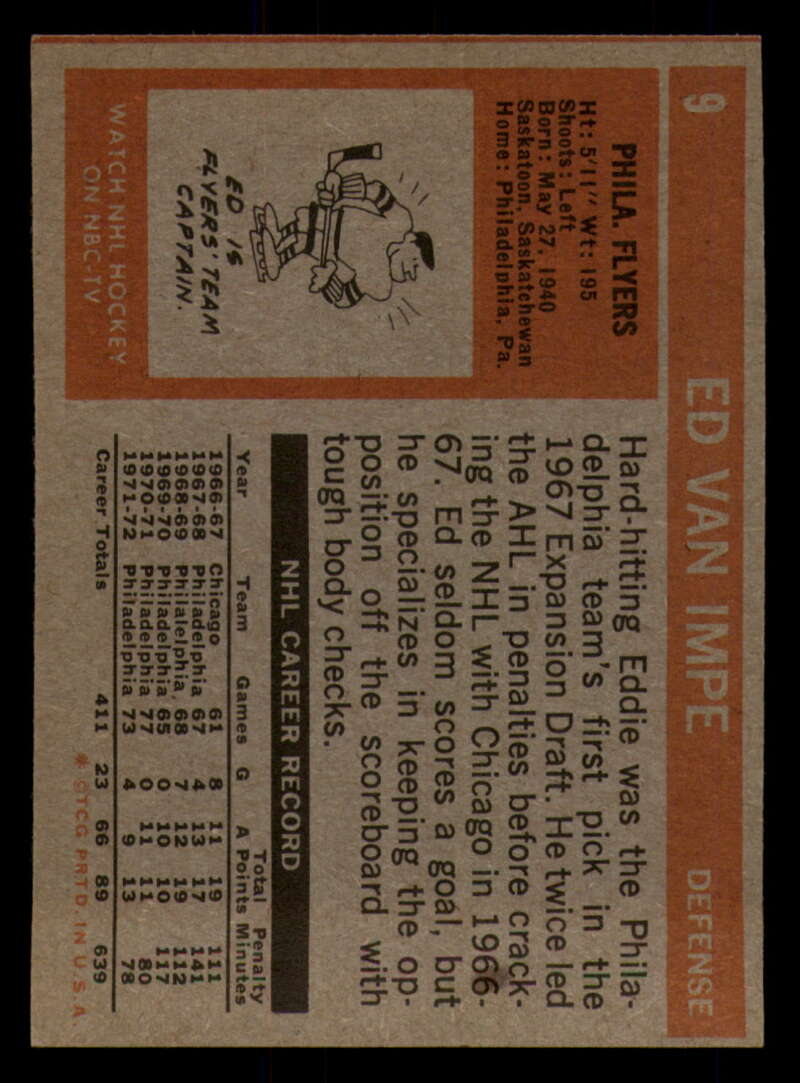 9 ED VAN IMPE DEFENSE
PHILA. FLYERS
Ht: 5'11" Wt: 195
Shoots: Left
Born: May 27, 1940
Saskatoon, Saskatchewan
Home: Philadelphia, Pa.
ED IS
FLYERS' TEAM
CAPTAIN.
WATCH NHL HOCKEY
ON NBC-TV
Hard-hitting Eddie was the Phila-
delphia team's first pick in the
1967 Expansion Draft. He twice led
the AHL in penalties before crack-
ing the NHL with Chicago in 1966-
67. Ed seldom scores a goal, but
he specializes in keeping the op-
position off the scoreboard with
tough body checks.
NHL CAREER RECORD
Total Penalty
Year Team Games G A Points Minutes
1966-67 Chicago 61 8 11 19 111
1967-68 Philadelphia 67 4 13 17 141
1968-69 Philalelphia, 68 7 12 19 112
1969-70 Philadelphia 65 0 10 10 117
1970-71 Philadelphia 77 0 11 11 80
1971-72 Philadelphia 73 4 9 13 78
Career Totals 411 23 66 89 639
* ©TCG PRTD. IN U.S.A.